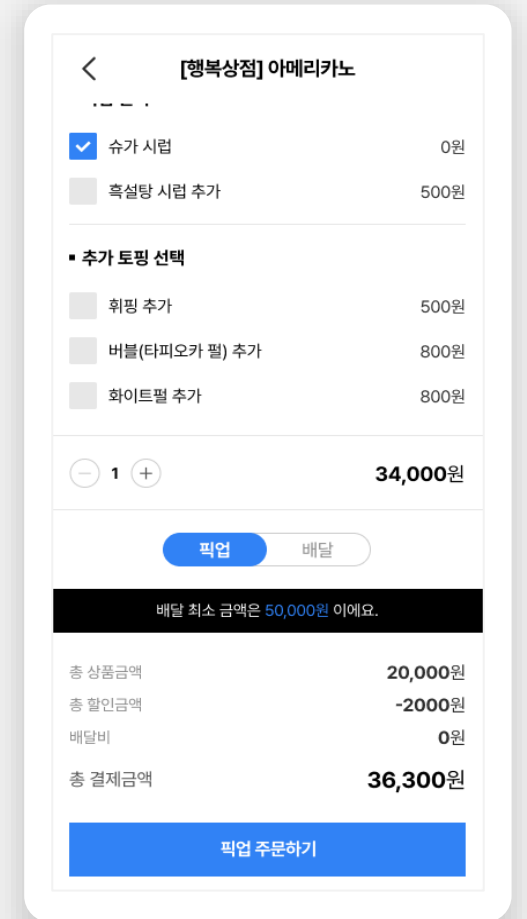 [행복상점] 아메리카노
슈가 시럽 0원
흑설탕 시럽 추가 500원
▪ 추가 토핑 선택
휘핑 추가 500원
버블(타피오카 펄) 추가 800원
화이트펄 추가 800원
1 34,000원
픽업 배달
배달 최소 금액은 50,000원 이에요.
총 상품금액 20,000원
총 할인금액 -2000원
배달비 0원
총 결제금액 36,300원
픽업 주문하기